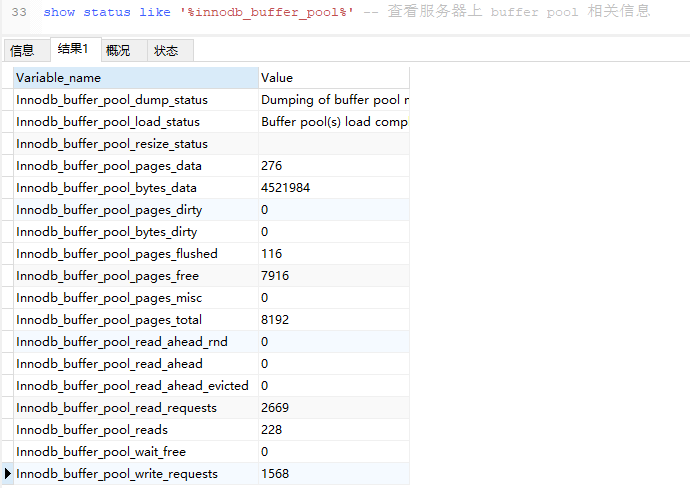 33 show status like '%innodb_buffer_pool%' -- 查看服务器上 buffer pool 相关信息
信息 结果1 概况 状态
Variable_name Value
Innodb_buffer_pool_dump_status Dumping of buffer pool
Innodb_buffer_pool_load_status Buffer pool(s) load comp
Innodb_buffer_pool_resize_status
Innodb_buffer_pool_pages_data 276
Innodb_buffer_pool_bytes_data 4521984
Innodb_buffer_pool_pages_dirty 0
Innodb_buffer_pool_bytes_dirty 0
Innodb_buffer_pool_pages_flushed 116
Innodb_buffer_pool_pages_free 7916
Innodb_buffer_pool_pages_misc 0
Innodb_buffer_pool_pages_total 8192
Innodb_buffer_pool_read_ahead_rnd 0
Innodb_buffer_pool_read_ahead 0
Innodb_buffer_pool_read_ahead_evicted 0
Innodb_buffer_pool_read_requests 2669
Innodb_buffer_pool_reads 228
Innodb_buffer_pool_wait_free 0
Innodb_buffer_pool_write_requests 1568